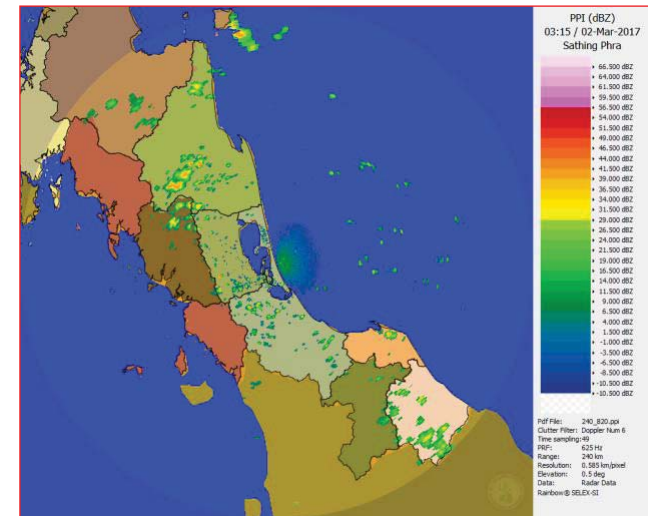 PPI (dBZ)
03:15 / 02-Mar-2017
Sathing Phra
66.500 dBZ
64.000 dBZ
61.500 dBZ
59.500 dBZ
56.500 dBZ
54.000 dBZ
51.500 dBZ
49.000 dBZ
46.500 dBZ
44.000 dBZ
41.500 dBZ
39.000 dBZ
36.500 dBZ
34.000 dBZ
31.500 dBZ
29.000 dBZ
26.500 dBZ
24.000 dBZ
21.500 dBZ
19.000 dBZ
16.500 dBZ
14.000 dBZ
11.500 dBZ
9.000 dBZ
6.500 dBZ
4.000 dBZ
1.500 dBZ
-1.000 dBZ
-3.500 dBZ
-5.500 dBZ
-8.500 dBZ
-10.500 dBZ
-10.500 dBZ
Pdf File: 240_820.ppi
Clutter Filter: Doppler Num 6
Time sampling: 49
PRF: 625 Hz
Range: 240 km
Resolution: 0.585 km/pixel
Elevation: 0.5 deg
Data: Radar Data
Rainbow® SELEX-SI